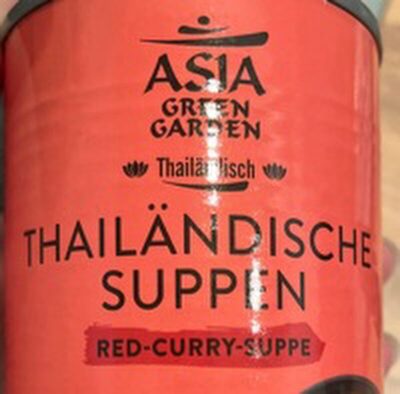 ASIA
GREEN
GARDEN
Thailändisch
THAILÄNDISCHE
SUPPEN
RED-CURRY-SUPPE